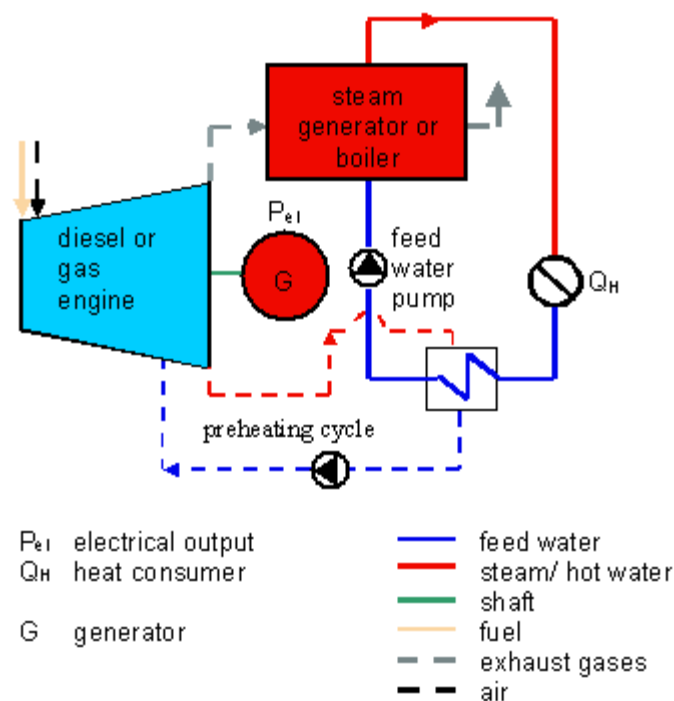 steam
generator or
boiler
diesel or
gas
engine
Pel
G
feed
water
pump
QH
preheating cycle
Pel electrical output
QH heat consumer
G generator
feed water
steam/ hot water
shaft
fuel
exhaust gases
air